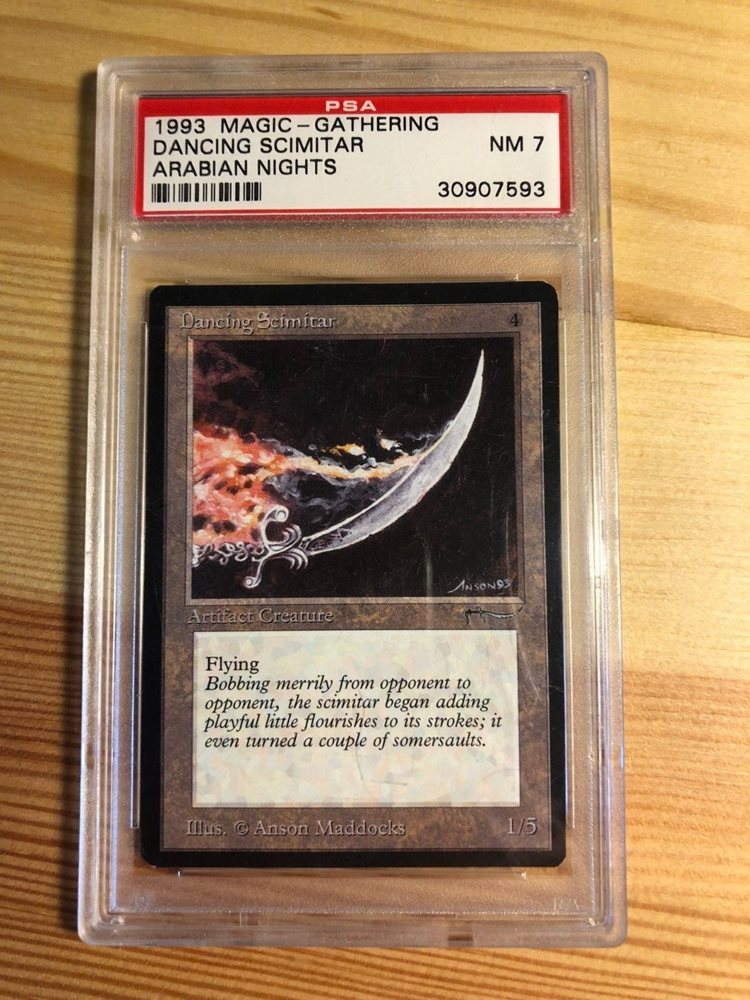 PSA
1993 MAGIC-GATHERING
DANCING SCIMITAR NM 7
ARABIAN NIGHTS
30907593
Dancing Scimitar 4
ANSON93
Artifact Creature
Flying
Bobbing merrily from opponent to
opponent, the scimitar began adding
playful little flourishes to its strokes; it
even turned a couple of somersaults.
Illus. © Anson Maddocks 1/5